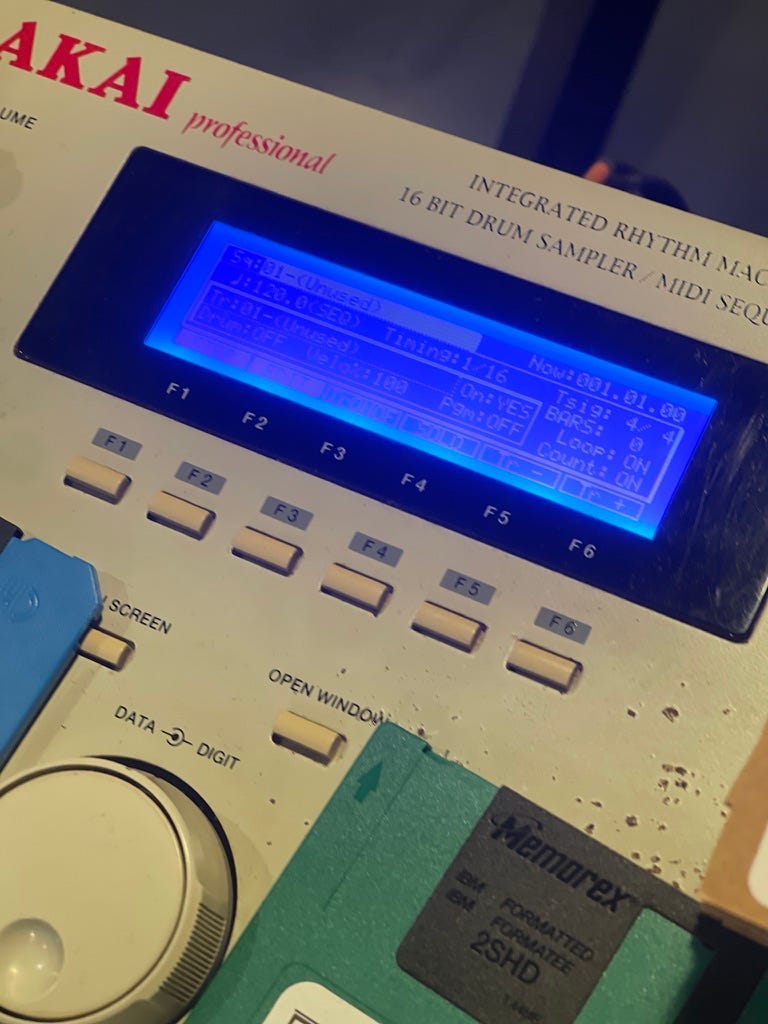 AKAI professional
UME
INTEGRATED RHYTHM MAC
16 BIT DRUM SAMPLER / MIDI SEQU
Sq:01-(Unused) Now:001.01.00
♩:120.0(SEQ) Timing:1/16 Tsig: 4/ 4
Tr:01-(Unused) On:YES BARS: 0
Drum:OFF Velo%:100 Pgm:OFF Loop: ON
Count: ON
SOLO Tr - Tr +
F1 F2 F3 F4 F5 F6
F1 F2 F3 F4 F5 F6
SCREEN
OPEN WINDOW
DATA DIGIT
Memorex
IBM FORMATTED
IBM FORMATEE
2SHD